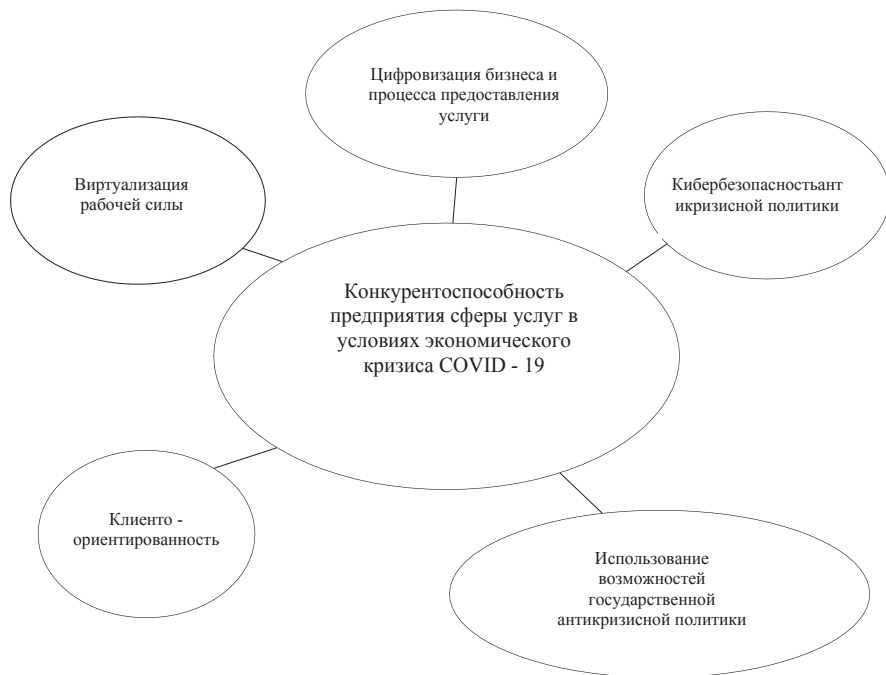 Цифровизация бизнеса и
процесса предоставления
услуги
Виртуализация
рабочей силы
Кибербезопасностьант
икризисной политики
Конкурентоспособность
предприятия сферы услуг в
условиях экономического
кризиса COVID - 19
Клиенто -
ориентированность
Использование
возможностей
государственной
антикризисной политики